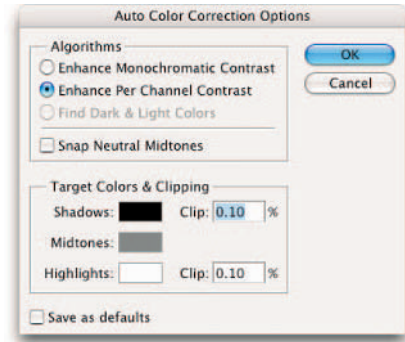 Auto Color Correction Options
Algorithms
Enhance Monochromatic Contrast
Enhance Per Channel Contrast
Find Dark & Light Colors
Snap Neutral Midtones
OK
Cancel
Target Colors & Clipping
Shadows: Clip: 0.10 %
Midtones:
Highlights: Clip: 0.10 %
Save as defaults